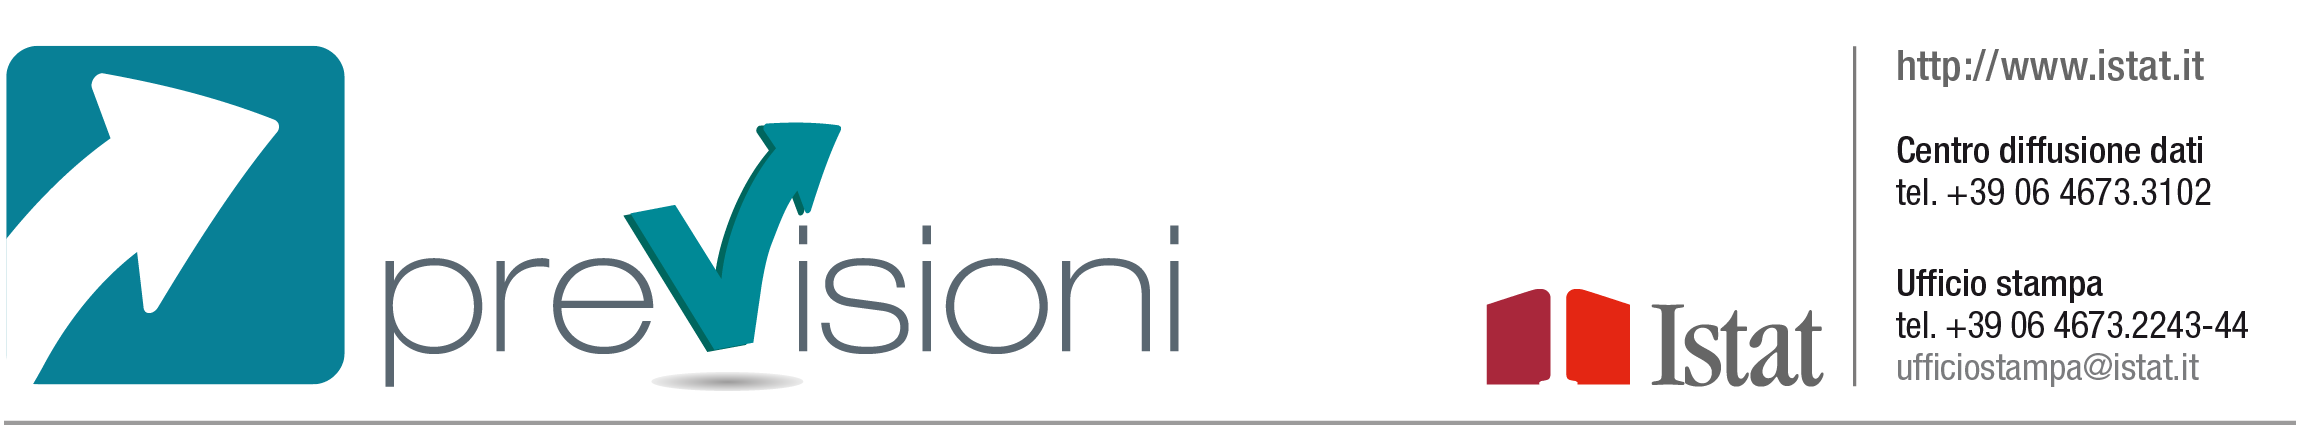 previsioni
Istat
http://www.istat.it
Centro diffusione dati
tel. +39 06 4673.3102
Ufficio stampa
tel. +39 06 4673.2243-44
ufficiostampa@istat.it